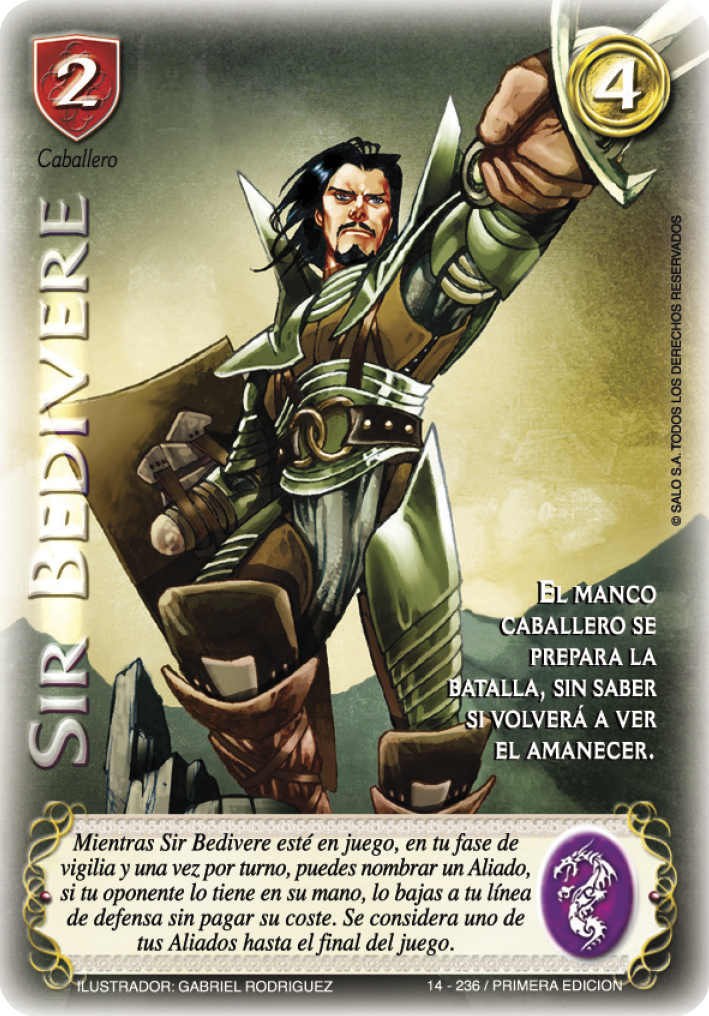 2
4
Caballero
SIR BEDIVERE
© SALO S.A. TODOS LOS DERECHOS RESERVADOS
EL MANCO
CABALLERO SE
PREPARA LA
BATALLA, SIN SABER
SI VOLVERÁ A VER
EL AMANECER.
Mientras Sir Bedivere esté en juego, en tu fase de
vigilia y una vez por turno, puedes nombrar un Aliado,
si tu oponente lo tiene en su mano, lo bajas a tu línea
de defensa sin pagar su coste. Se considera uno de
tus Aliados hasta el final del juego.
ILUSTRADOR: GABRIEL RODRIGUEZ
14 - 236 / PRIMERA EDICION